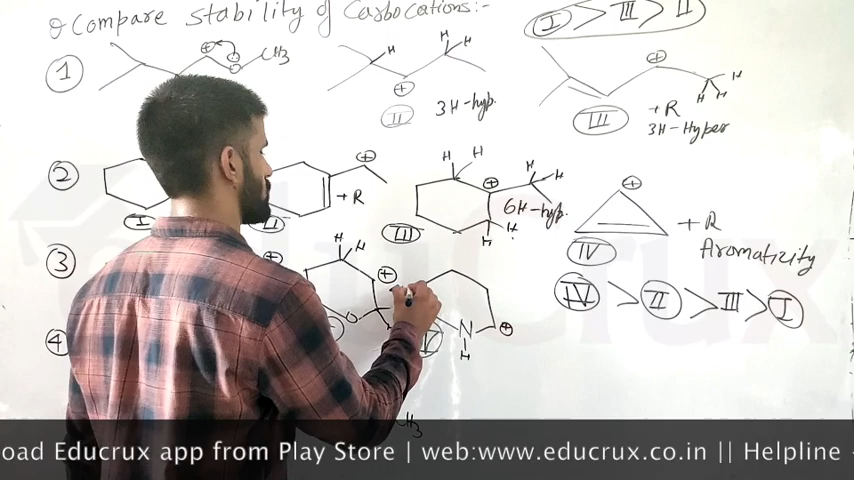 Q Compare stability of Carbocations:-
I > III > II
1
⊕
O
CH3
H
H
H
⊕
II
3H-hyp.
⊕
H
H
H
III
+R
3H-Hyper
2
I
⊕
+R
II
H
H
⊕
H
H
6H-hyp.
H
H
III
⊕
IV
+R
Aromaticity
IV > II > III > I
3
⊕
H
H
⊕
O
N
H
⊕
4
H3
oad Educrux app from Play Store | web:www.educrux.co.in || Helpline